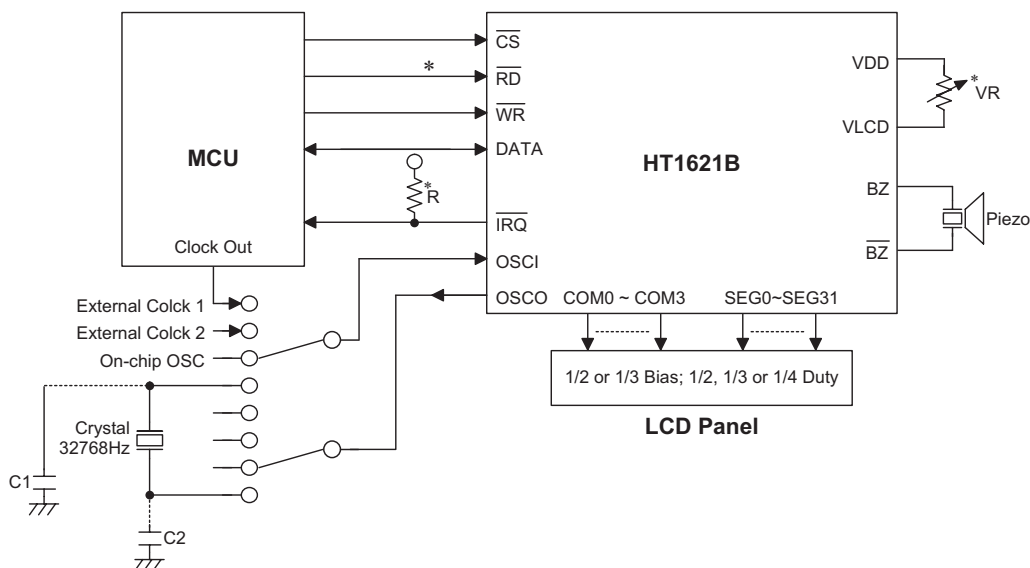 MCU
Clock Out
*
*
R
CS
RD
WR
DATA
IRQ
OSCI
OSCO
HT1621B
COM0 ~ COM3
SEG0~SEG31
VDD
VLCD
BZ
BZ
*
VR
Piezo
External Colck 1
External Colck 2
On-chip OSC
Crystal
32768Hz
C1
C2
1/2 or 1/3 Bias; 1/2, 1/3 or 1/4 Duty
LCD Panel